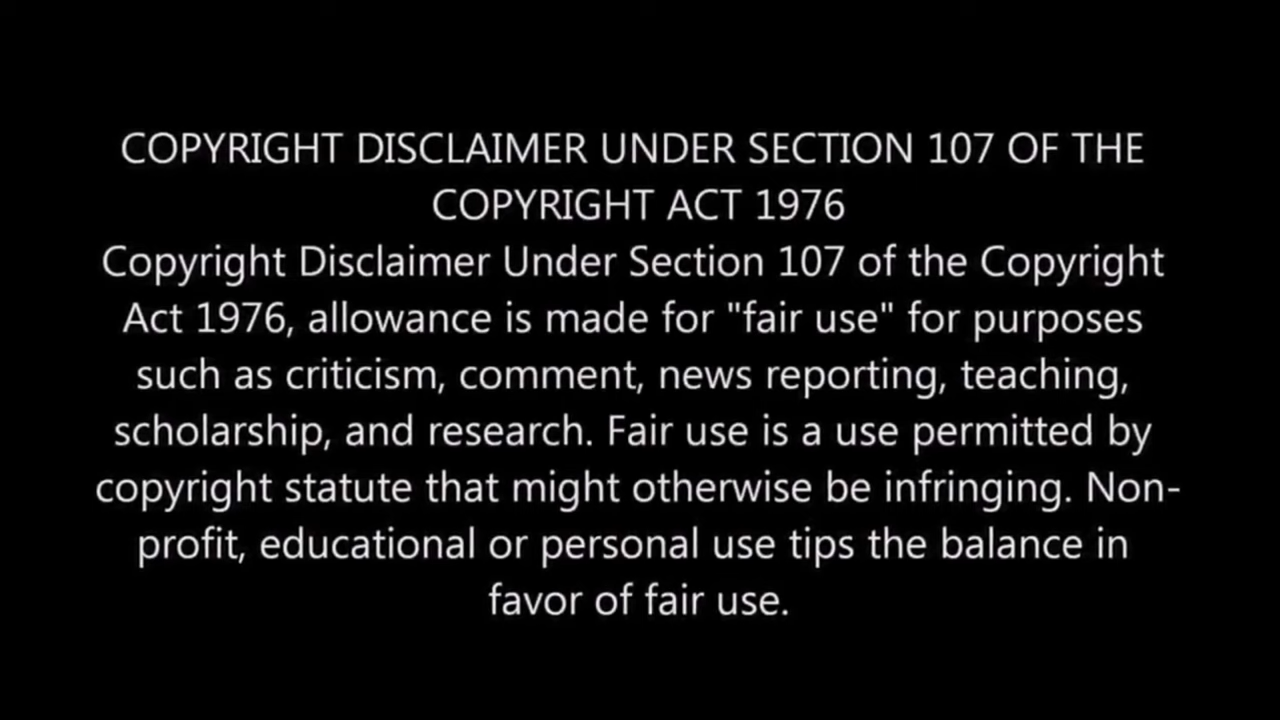 COPYRIGHT DISCLAIMER UNDER SECTION 107 OF THE
COPYRIGHT ACT 1976
Copyright Disclaimer Under Section 107 of the Copyright
Act 1976, allowance is made for "fair use" for purposes
such as criticism, comment, news reporting, teaching,
scholarship, and research. Fair use is a use permitted by
copyright statute that might otherwise be infringing. Non-
profit, educational or personal use tips the balance in
favor of fair use.